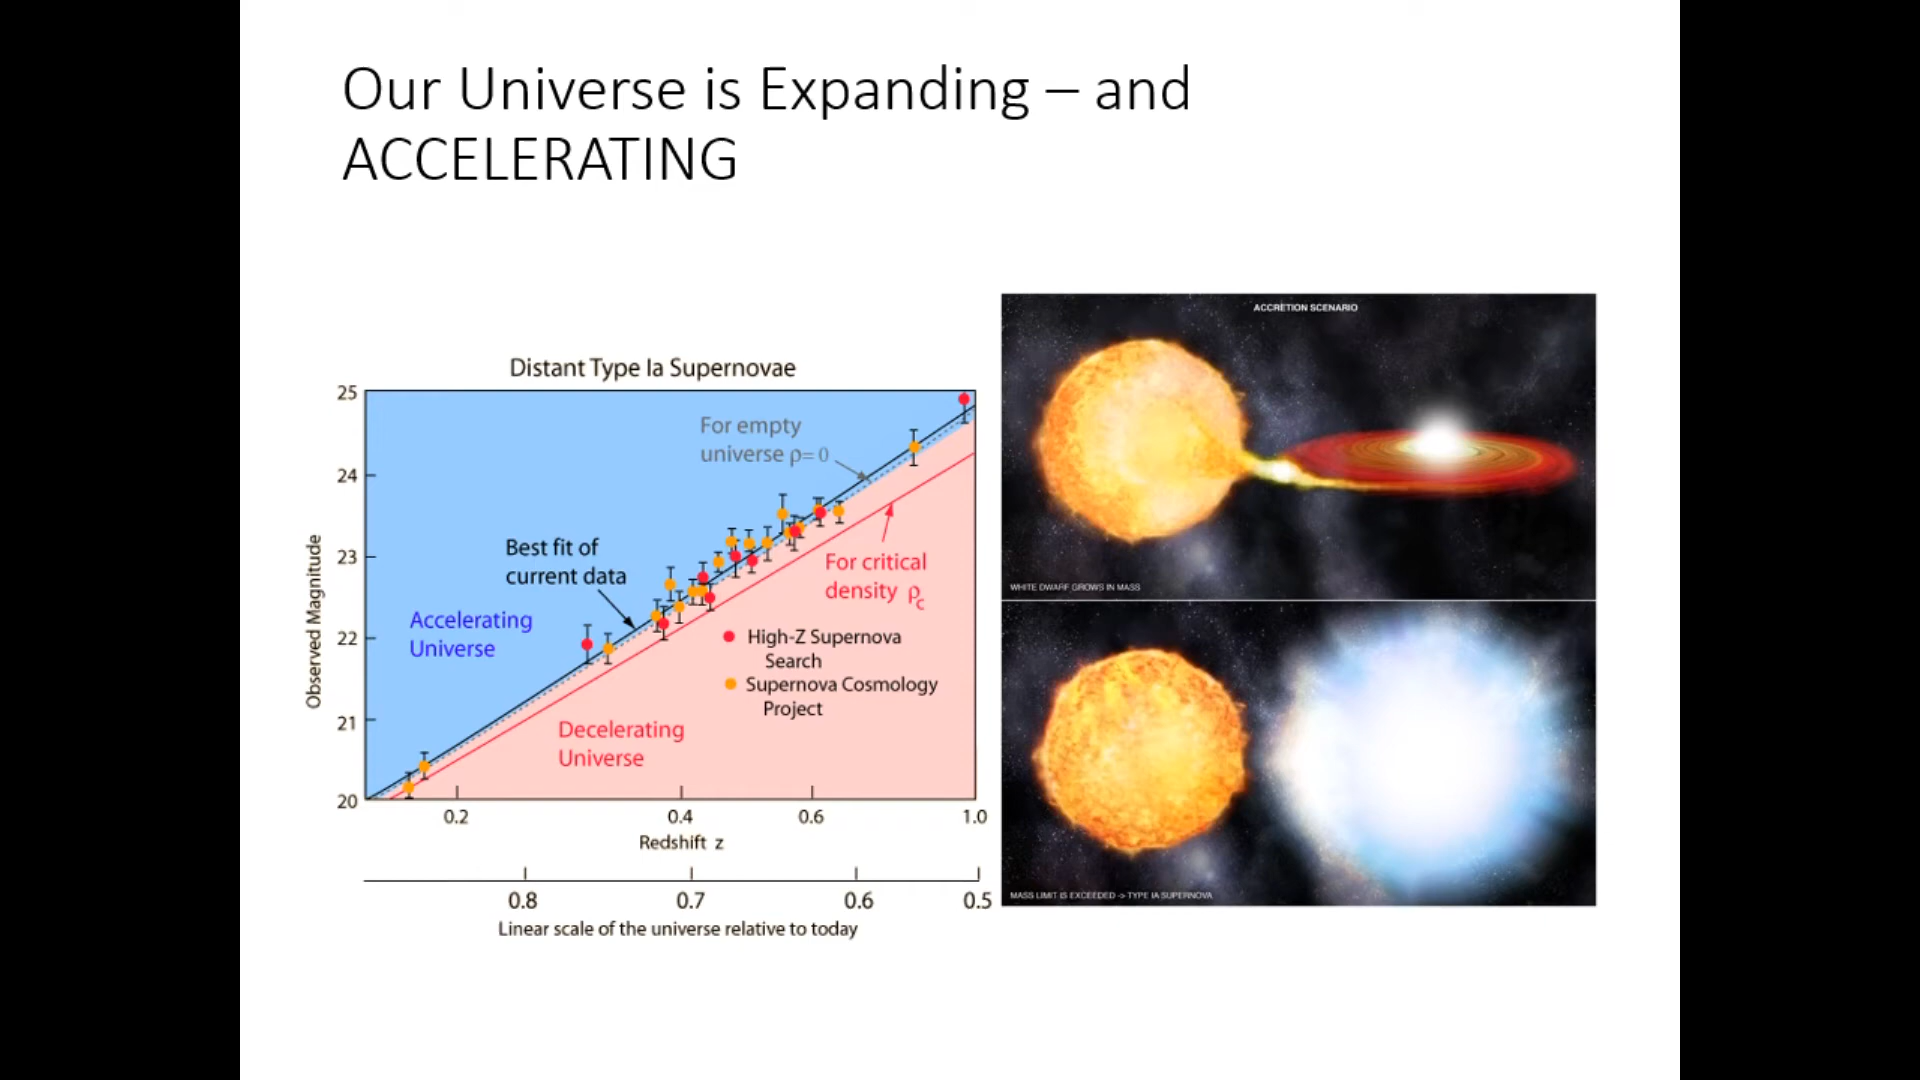 Our Universe is Expanding – and
ACCELERATING
Distant Type Ia Supernovae
25
24
23
22
21
20
Observed Magnitude
For empty
universe ρ=0
Best fit of
current data
Accelerating
Universe
For critical
density ρc
High-Z Supernova
Search
Supernova Cosmology
Project
Decelerating
Universe
0.2 0.4 0.6 1.0
Redshift z
0.8 0.7 0.6 0.5
Linear scale of the universe relative to today
ACCRETION SCENARIO
WHITE DWARF GROWS IN MASS
MASS LIMIT IS EXCEEDED -> TYPE IA SUPERNOVA